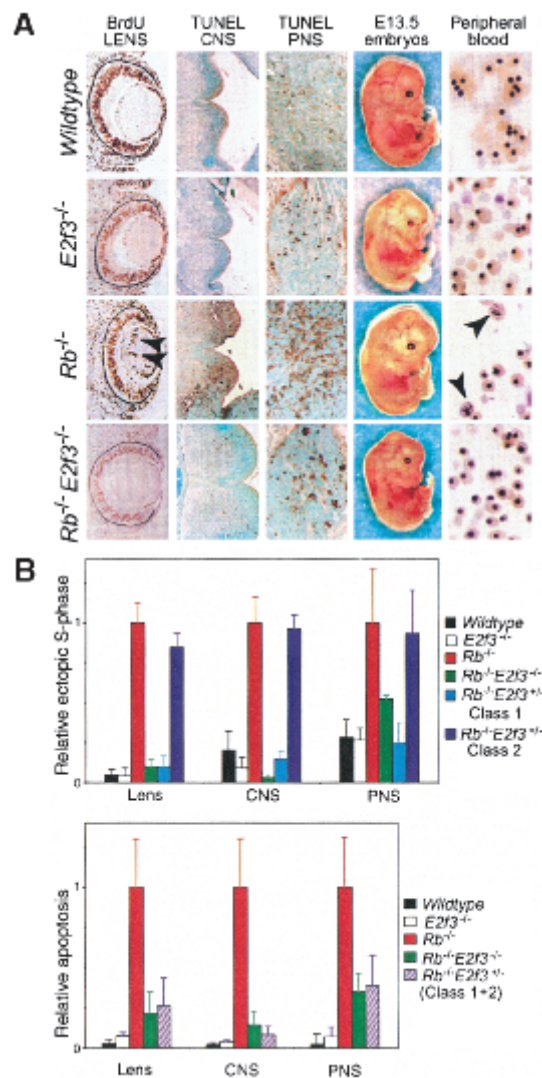 A
BrdU LENS
TUNEL CNS
TUNEL PNS
E13.5 embryos
Peripheral blood
Wildtype
E2f3-/-
Rb-/-
Rb-/-E2f3-/-
B
Relative ectopic S-phase
1
0
Lens
CNS
PNS
Wildtype
E2f3-/-
Rb-/-
Rb-/-E2f3-/-
Rb-/-E2f3+/-
Class 1
Rb-/-E2f3+/-
Class 2
Relative apoptosis
1
0
Lens
CNS
PNS
Wildtype
E2f3-/-
Rb-/-
Rb-/-E2f3-/-
Rb-/-E2f3+/-
(Class 1+2)